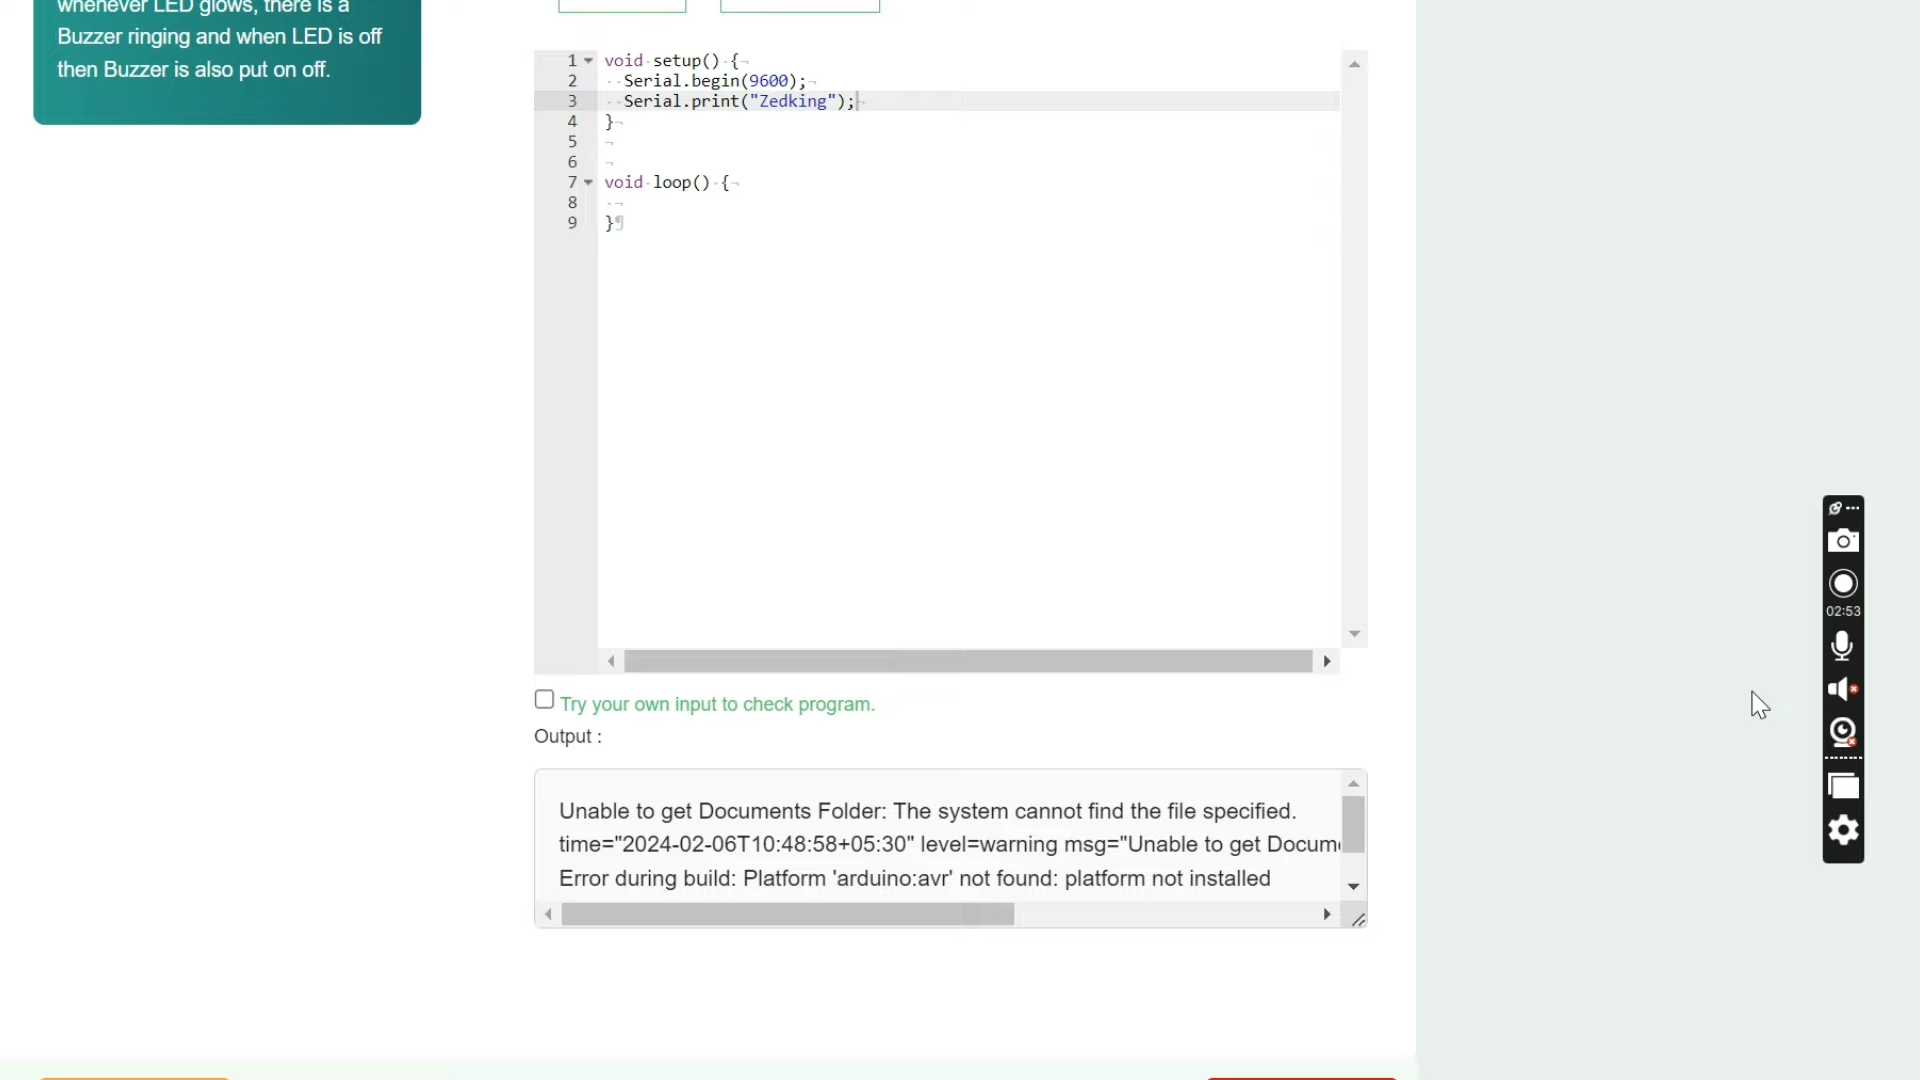 whenever LED glows, there is a
Buzzer ringing and when LED is off
then Buzzer is also put on off.
1 void setup() {
2 Serial.begin(9600);
3 Serial.print("Zedking");
4 }
5
6
7 void loop() {
8
9 }
Try your own input to check program.
Output :
Unable to get Documents Folder: The system cannot find the file specified.
time="2024-02-06T10:48:58+05:30" level=warning msg="Unable to get Docum
Error during build: Platform 'arduino:avr' not found: platform not installed
02:53